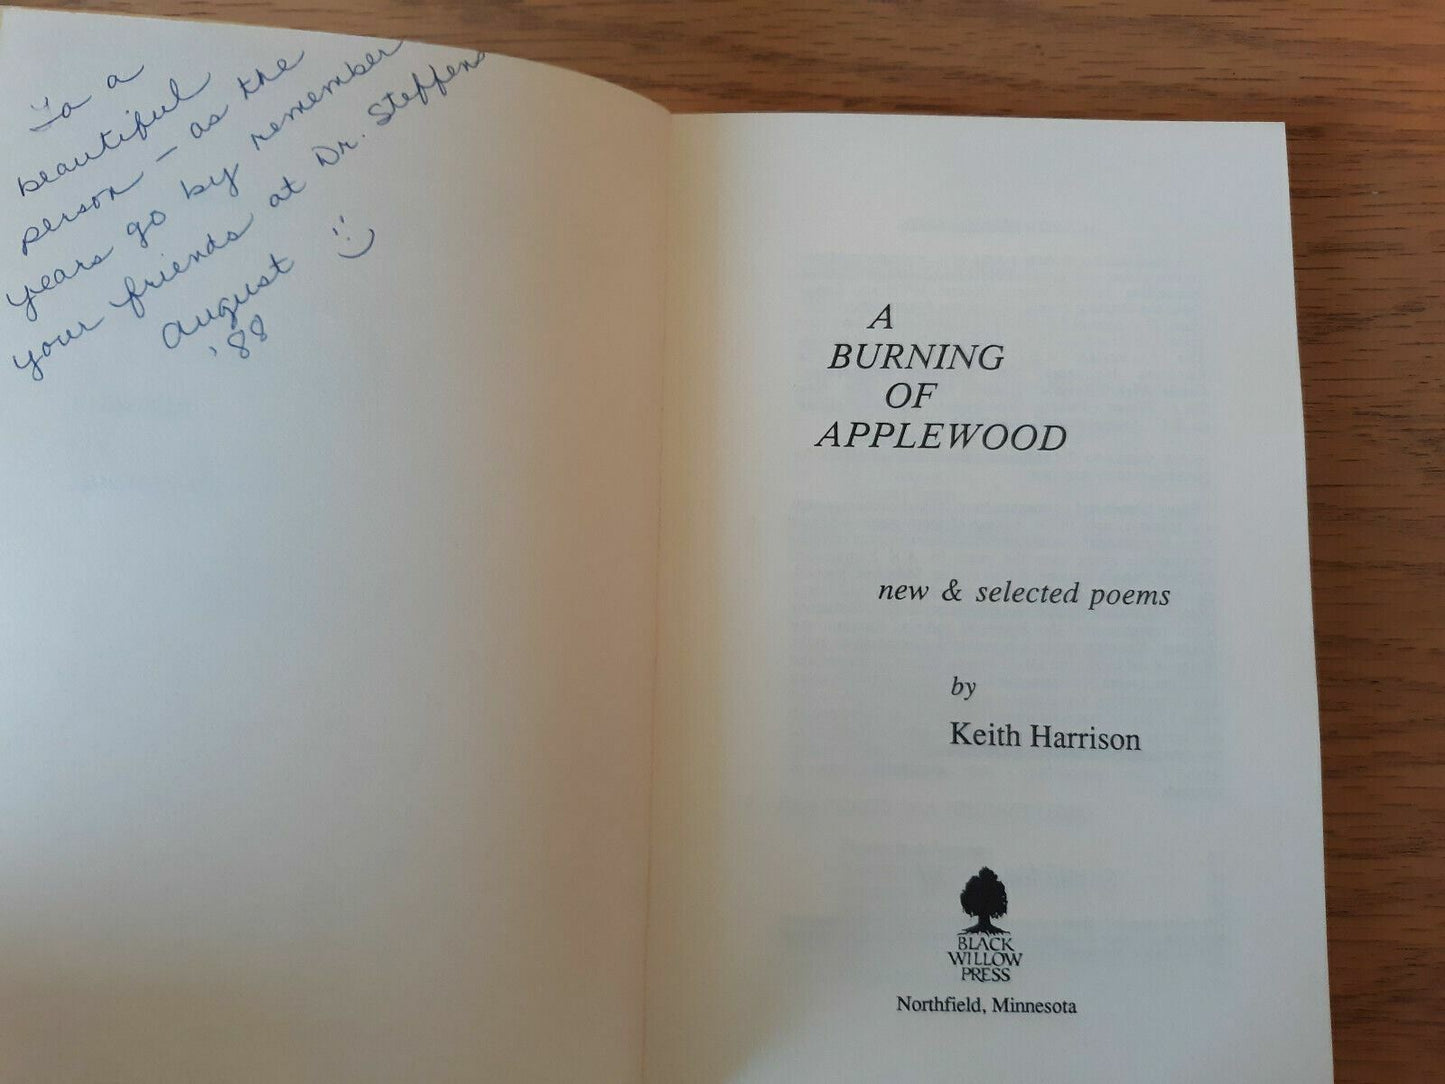 To a
beautiful
person – as the
years go by remember
your friends at Dr. Steffens
August
'88
A
BURNING
OF
APPLEWOOD
new & selected poems
by
Keith Harrison
BLACK
WILLOW
PRESS
Northfield, Minnesota